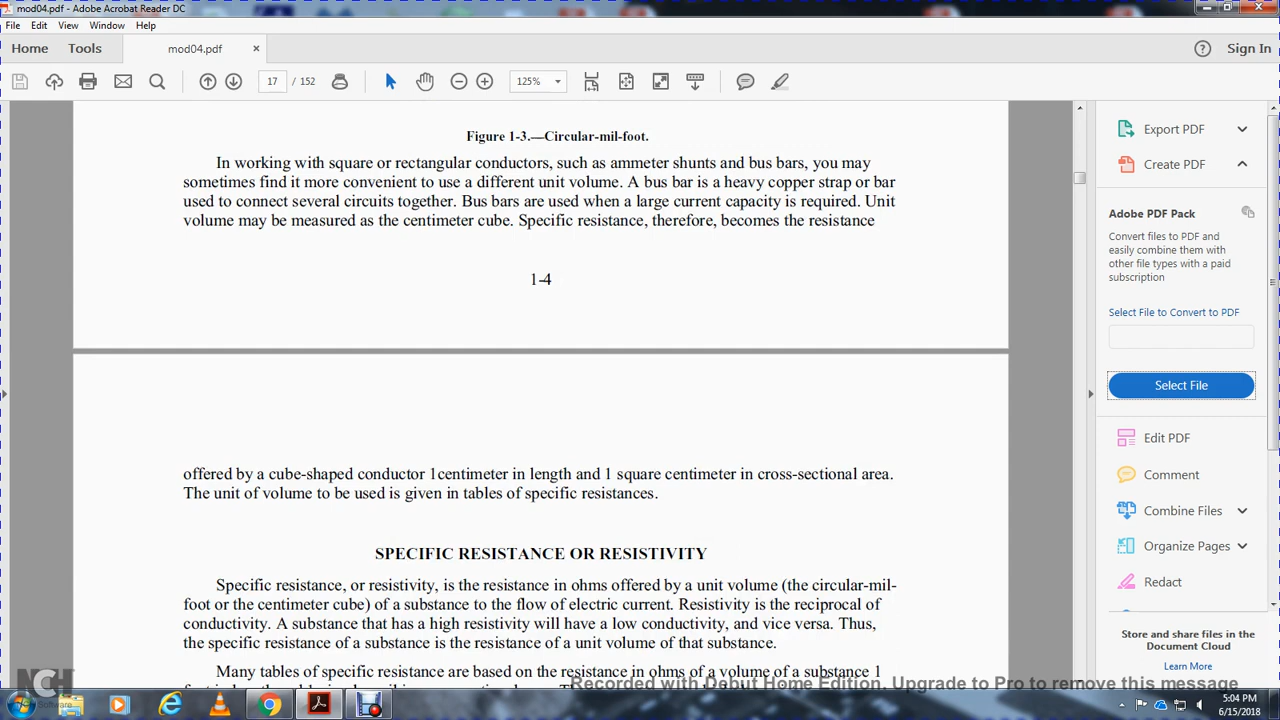 mod04.pdf - Adobe Acrobat Reader DC
File Edit View Window Help
Home Tools mod04.pdf × ? Sign In
17 / 152 125%
Figure 1-3.—Circular-mil-foot.
In working with square or rectangular conductors, such as ammeter shunts and bus bars, you may
sometimes find it more convenient to use a different unit volume. A bus bar is a heavy copper strap or bar
used to connect several circuits together. Bus bars are used when a large current capacity is required. Unit
volume may be measured as the centimeter cube. Specific resistance, therefore, becomes the resistance
1-4
offered by a cube-shaped conductor 1centimeter in length and 1 square centimeter in cross-sectional area.
The unit of volume to be used is given in tables of specific resistances.
SPECIFIC RESISTANCE OR RESISTIVITY
Specific resistance, or resistivity, is the resistance in ohms offered by a unit volume (the circular-mil-
foot or the centimeter cube) of a substance to the flow of electric current. Resistivity is the reciprocal of
conductivity. A substance that has a high resistivity will have a low conductivity, and vice versa. Thus,
the specific resistance of a substance is the resistance of a unit volume of that substance.
Many tables of specific resistance are based on the resistance in ohms of a volume of a substance 1
Export PDF
Create PDF
Adobe PDF Pack
Convert files to PDF and
easily combine them with
other file types with a paid
subscription
Select File to Convert to PDF
Select File
Edit PDF
Comment
Combine Files
Organize Pages
Redact
Store and share files in the
Document Cloud
Learn More
Recorded with Debut Home Edition. Upgrade to Pro to remove this message
NCH
Software
5:04 PM
6/15/2018